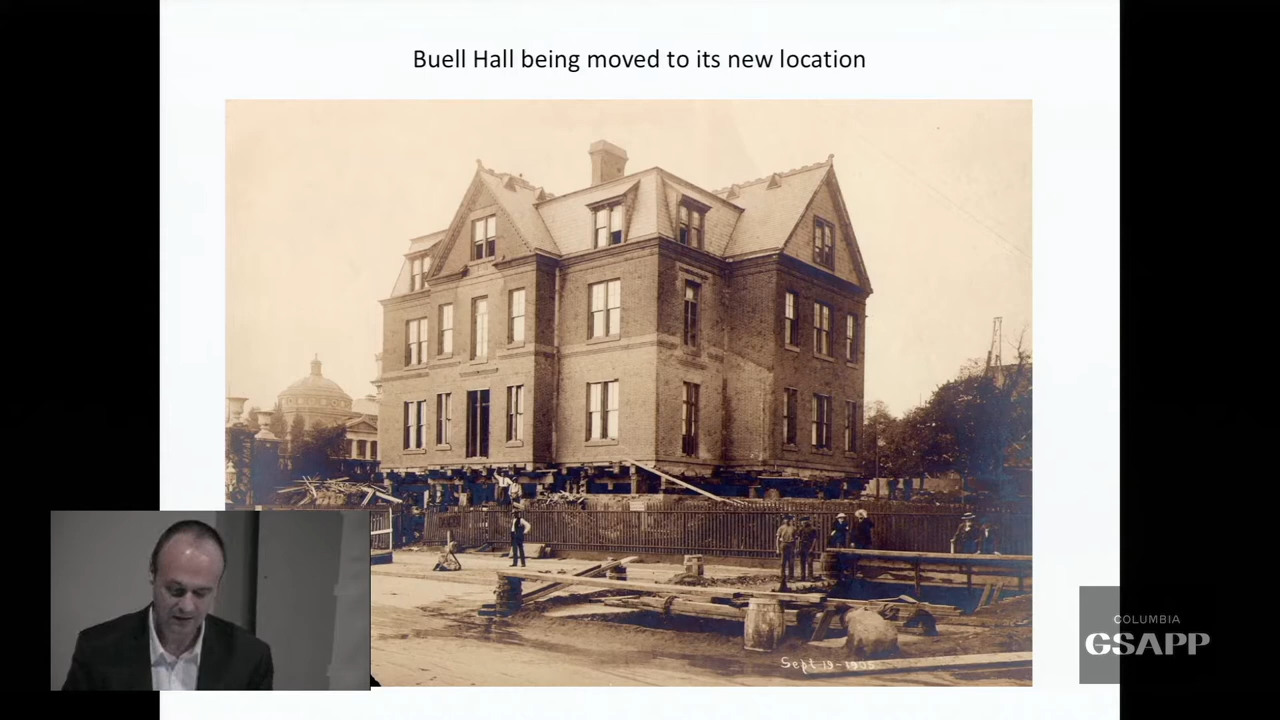 Buell Hall being moved to its new location
Sept 19-1905
COLUMBIA
GSAPP